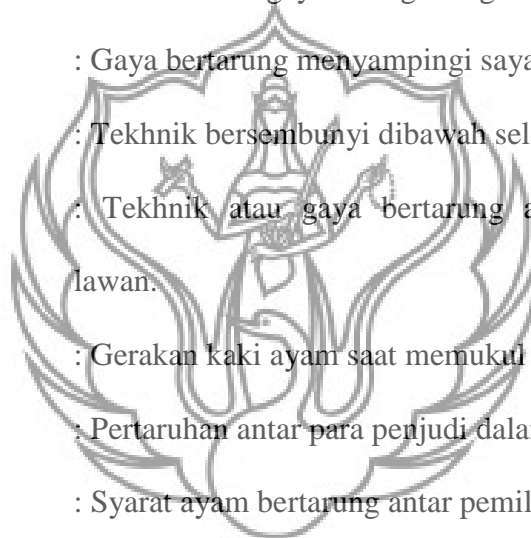 : Gaya bertarung menyampingi saya
: Tekhnik bersembunyi dibawah sel
: Tekhnik atau gaya bertarung a
lawan.
: Gerakan kaki ayam saat memukul
: Pertaruhan antar para penjudi dala
: Syarat ayam bertarung antar pemil